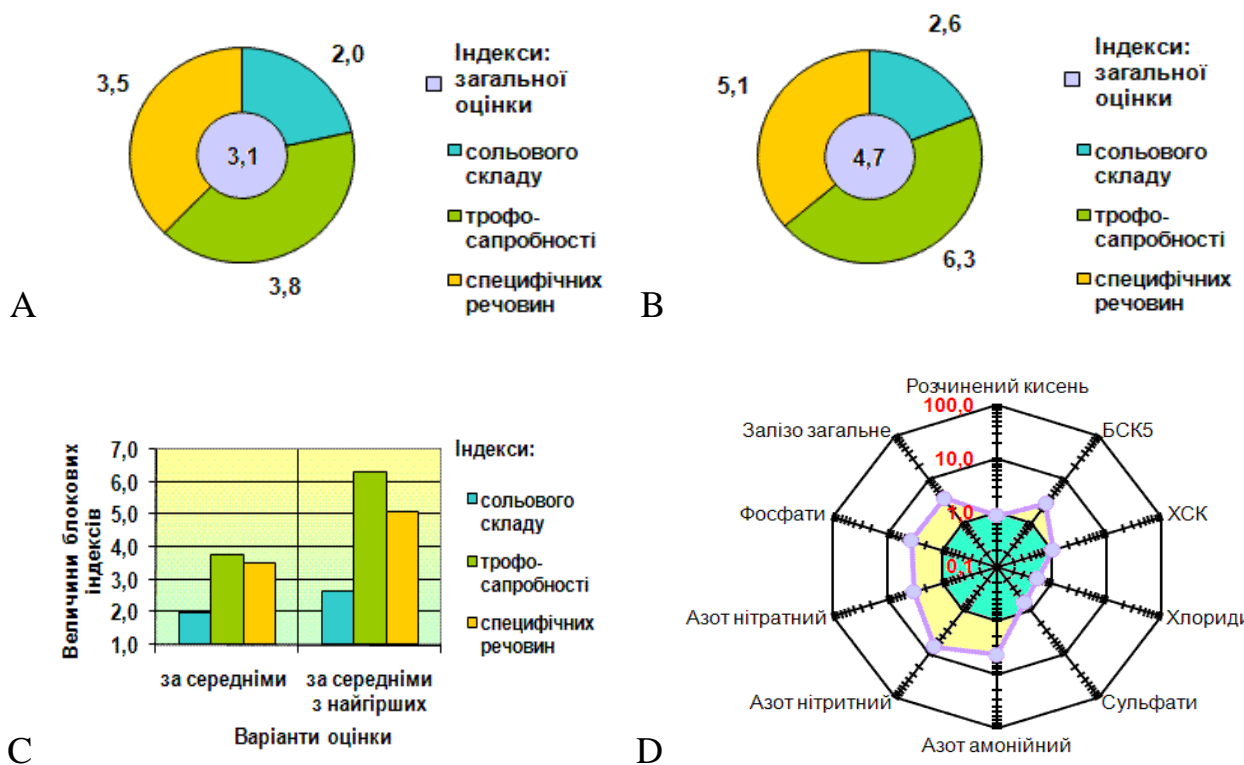 2,0
3,5
3,1
3,8
Індекси:
загальної
оцінки
сольового
складу
трофо-
сапробності
специфічних
речовин
A
2,6
5,1
4,7
6,3
Індекси:
загальної
оцінки
сольового
складу
трофо-
сапробності
специфічних
речовин
B
Величини блокових
індексів
7,0
6,0
5,0
4,0
3,0
2,0
1,0
за середніми
за середніми
з найгірших
Варіанти оцінки
Індекси:
сольового
складу
трофо-
сапробності
специфічних
речовин
C
Розчинений кисень
100,0
10,0
1,0
0,1
Залізо загальне
БСК5
Фосфати
ХСК
Азот нітратний
Хлориди
Азот нітритний
Сульфати
Азот амонійний
D